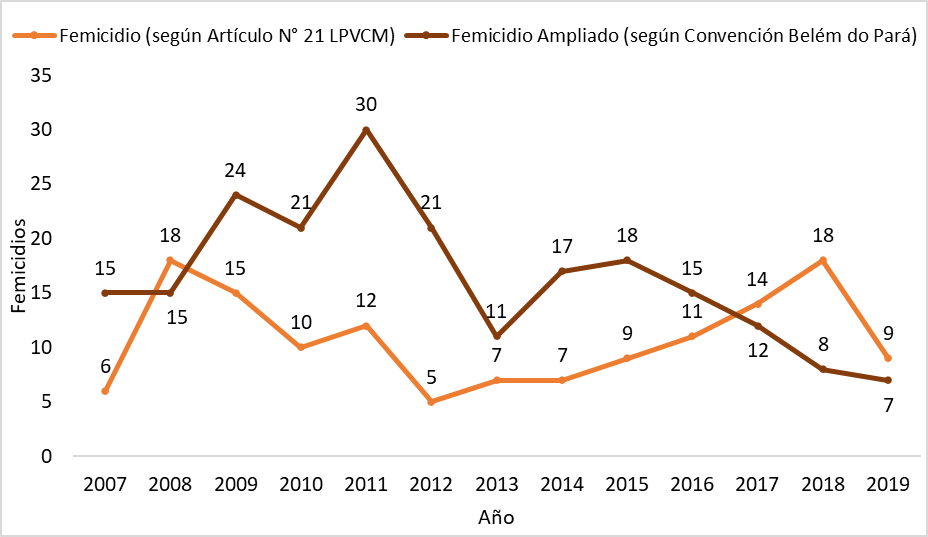 Femicidio (según Artículo N° 21 LPVCM) Femicidio Ampliado (según Convención Belém do Pará)
35
30
25
20
15
10
5
0
Femicidios
15 15 24 21 30 21 11 17 18 15 12 8 7
6 18 15 10 12 5 7 7 9 11 14 18 9
2007 2008 2009 2010 2011 2012 2013 2014 2015 2016 2017 2018 2019
Año